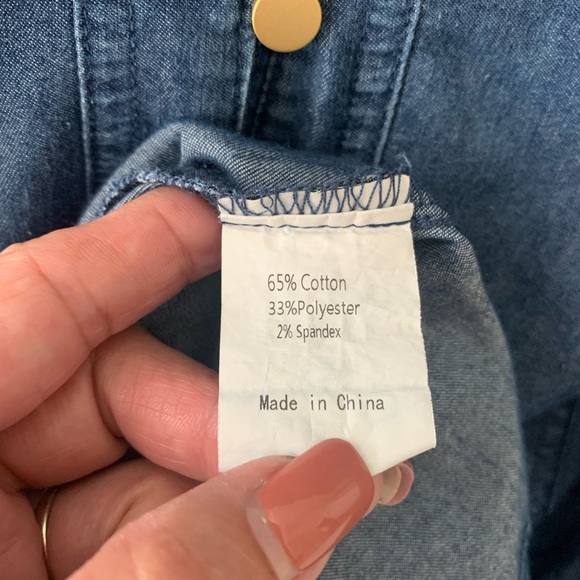 65% Cotton
33%Polyester
2% Spandex
Made in China